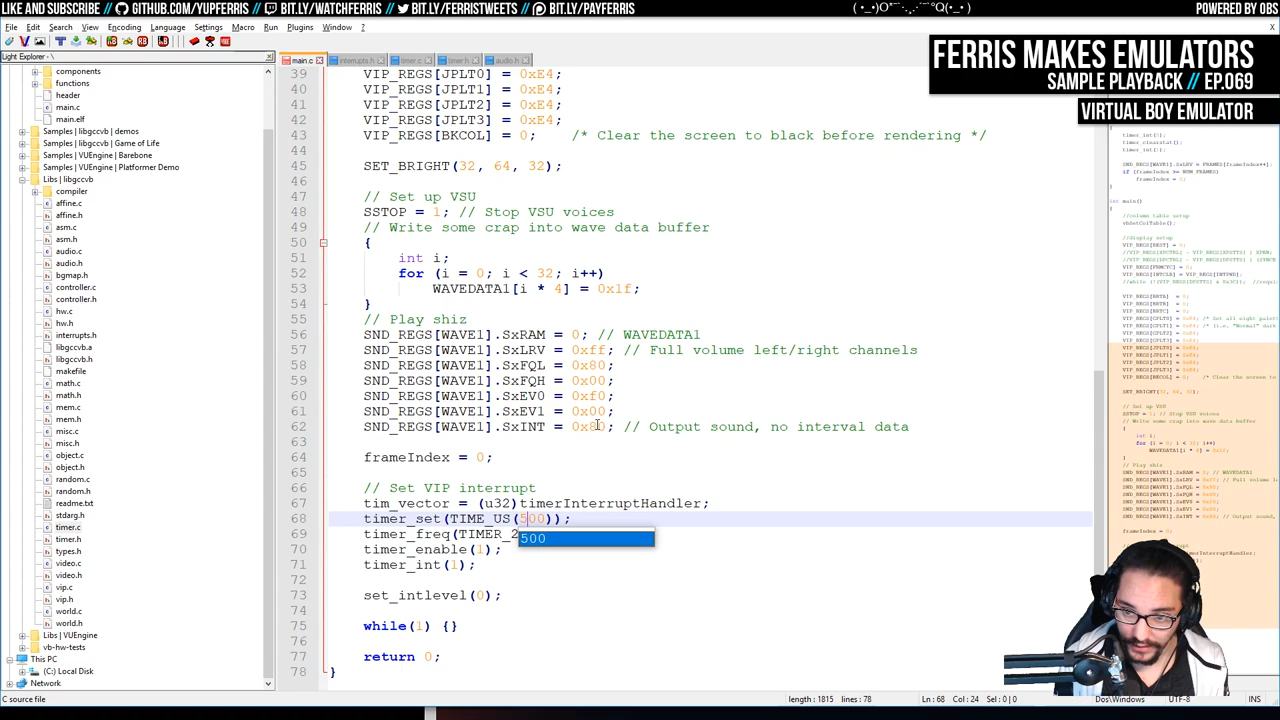 LIKE AND SUBSCRIBE! // GITHUB.COM/YUPFERRIS // BIT.LY/WATCHFERRIS // BIT.LY/FERRISTWEETS // BIT.LY/PAYFERRIS
POWERED BY OBS
File Edit Search View Encoding Language Settings Macro Run Plugins Window ?
X
FERRIS MAKES EMULATORS
SAMPLE PLAYBACK // EP.069
VIRTUAL BOY EMULATOR
Light Explorer
components
functions
header
main.c
main.elf
Samples | libgccvb | demos
Samples | libgccvb | Game of Life
Samples | VUEngine | Barebone
Samples | VUEngine | Platformer Demo
Libs | libgccvb
compiler
affine.c
affine.h
asm.c
asm.h
audio.c
audio.h
bgmap.h
controller.c
controller.h
hw.c
hw.h
interrupts.h
libgccvb.a
libgccvb.h
makefile
math.c
math.h
mem.c
mem.h
misc.c
misc.h
object.c
object.h
random.c
random.h
readme.txt
stdarg.h
timer.c
timer.h
types.h
video.c
video.h
vip.c
vip.h
world.c
world.h
Libs | VUEngine
vb-hw-tests
This PC
(C:) Local Disk
Network
main.c interrupts.h timer.c timer.h audio.h
39 VIP_REGS[JPLT0] = 0xE4;
40 VIP_REGS[JPLT1] = 0xE4;
41 VIP_REGS[JPLT2] = 0xE4;
42 VIP_REGS[JPLT3] = 0xE4;
43 VIP_REGS[BKCOL] = 0; /* Clear the screen to black before rendering */
44
45 SET_BRIGHT(32, 64, 32);
46
47 // Set up VSU
48 SSTOP = 1; // Stop VSU voices
49 // Write some crap into wave data buffer
50 {
51 int i;
52 for (i = 0; i < 32; i++)
53 WAVEDATA1[i * 4] = 0x1f;
54 }
55 // Play shiz
56 SND_REGS[WAVE1].SxRAM = 0; // WAVEDATA1
57 SND_REGS[WAVE1].SxLRV = 0xff; // Full volume left/right channels
58 SND_REGS[WAVE1].SxFQL = 0x80;
59 SND_REGS[WAVE1].SxFQH = 0x00;
60 SND_REGS[WAVE1].SxEV0 = 0xf0;
61 SND_REGS[WAVE1].SxEV1 = 0x00;
62 SND_REGS[WAVE1].SxINT = 0x80; // Output sound, no interval data
63
64 frameIndex = 0;
65
66 // Set VIP interrupt
67 tim_vector = (u32)timerInterruptHandler;
68 timer_set(TIME_US(500));
69 timer_freq(TIMER_2
500
70 timer_enable(1);
71 timer_int(1);
72
73 set_intlevel(0);
74
75 while(1) {}
76
77 return 0;
78 }
C source file
length : 1815 lines : 78
Ln : 68 Col : 24 Sel : 0 | 0
Dos\Windows
UTF-8
INS